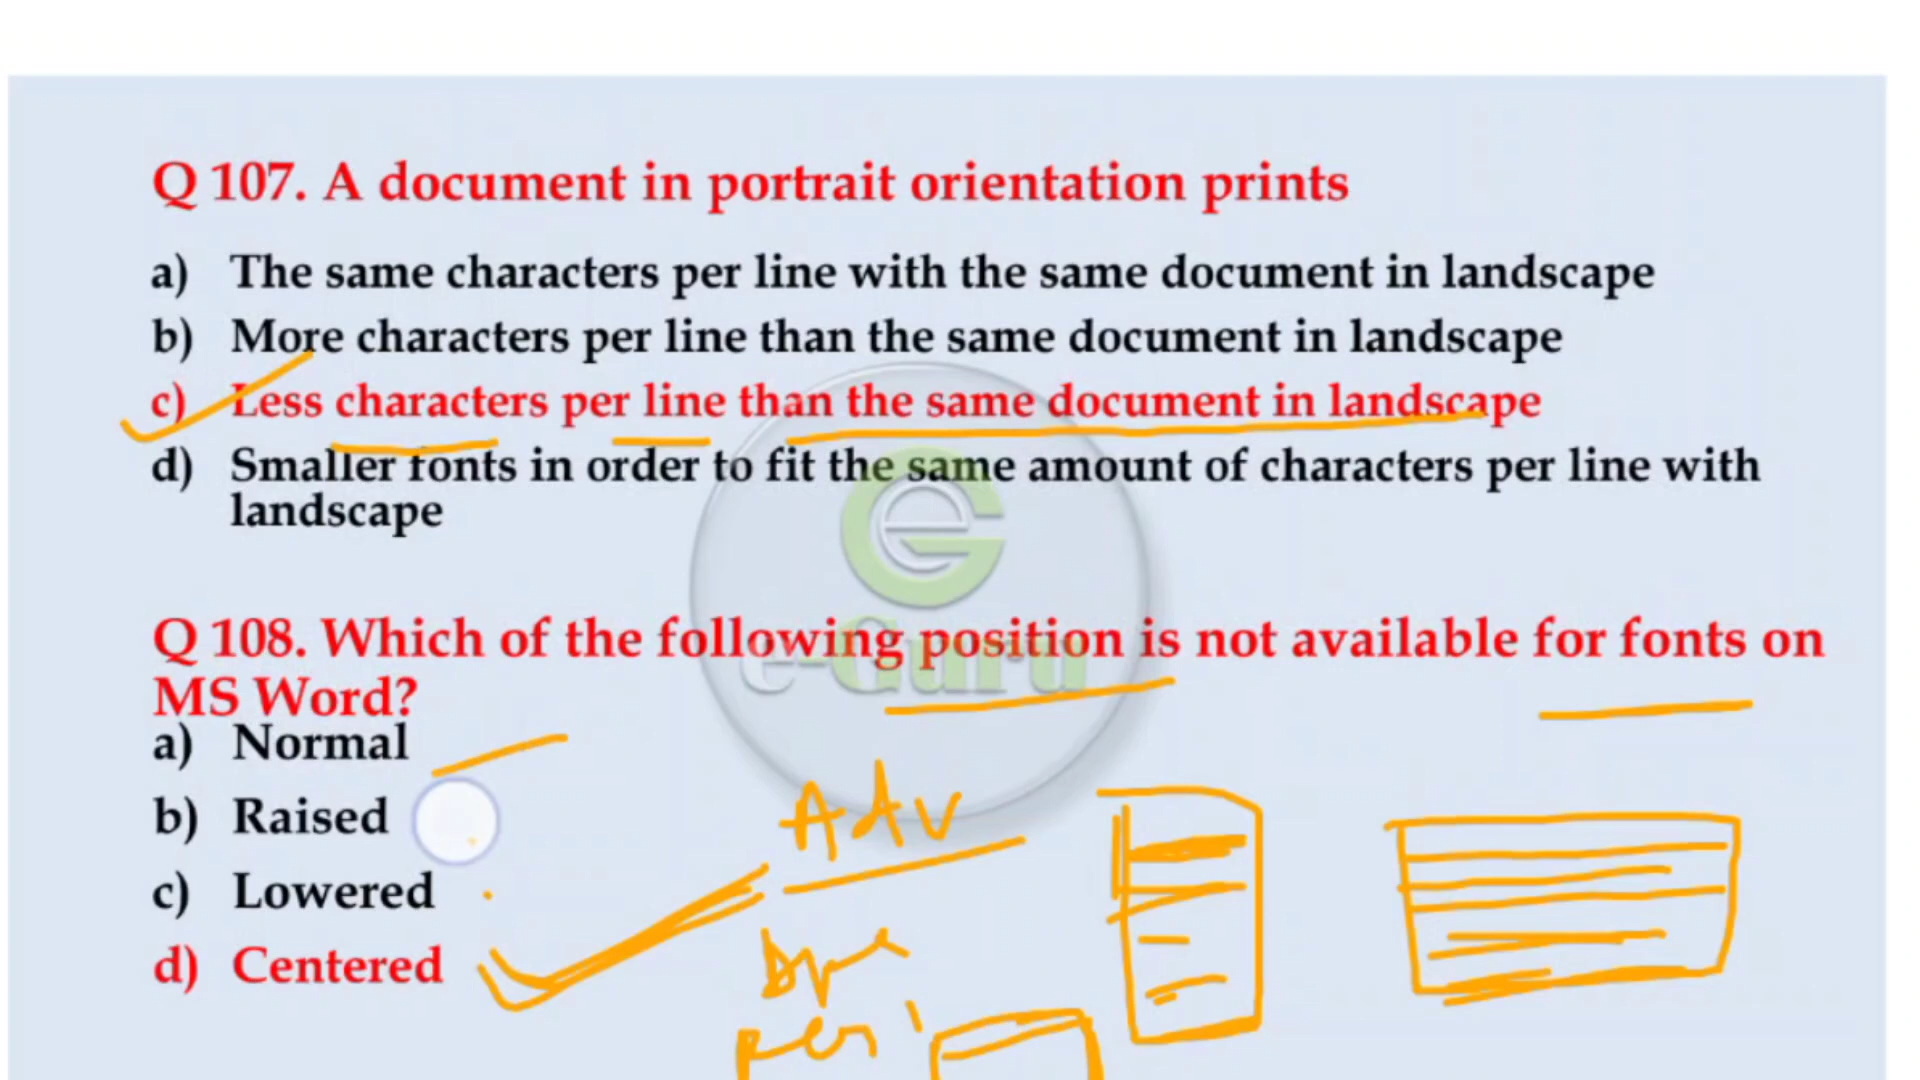 Q 107. A document in portrait orientation prints
a) The same characters per line with the same document in landscape
b) More characters per line than the same document in landscape
c) Less characters per line than the same document in landscape
d) Smaller fonts in order to fit the same amount of characters per line with
landscape
e-Guru
Q 108. Which of the following position is not available for fonts on
MS Word?
a) Normal
b) Raised
c) Lowered
d) Centered